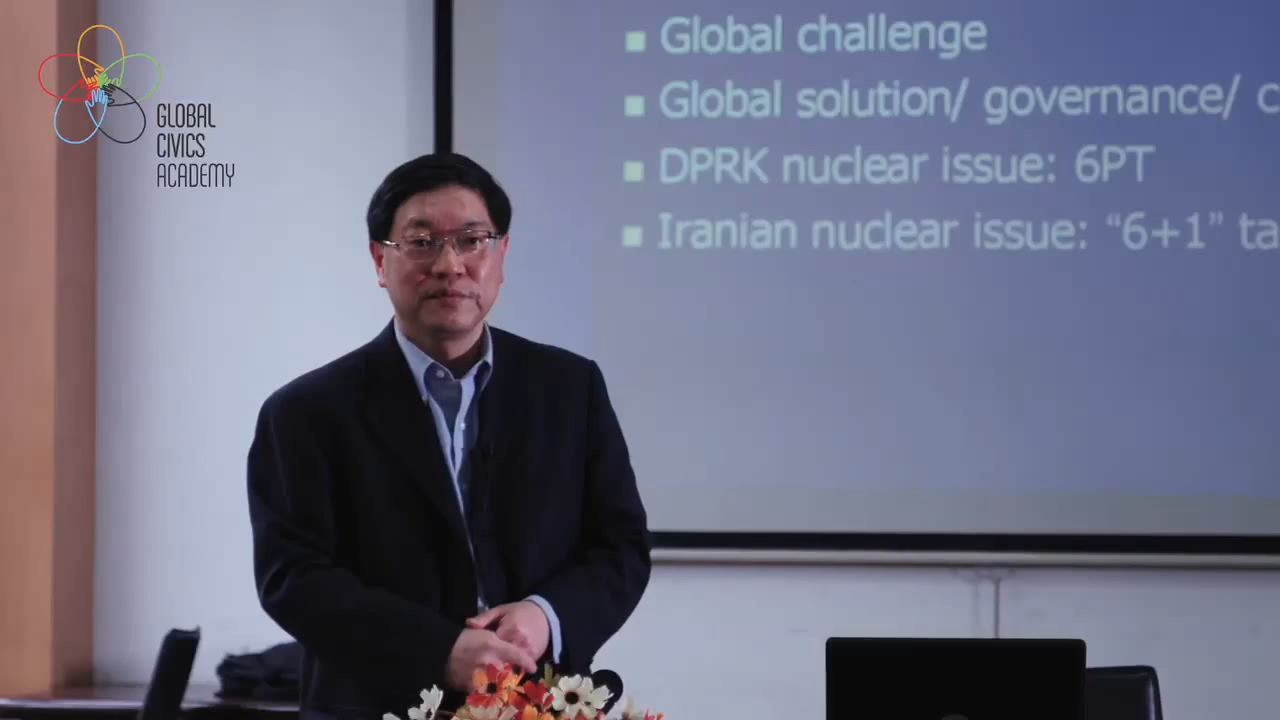 GLOBAL
CIVICS
ACADEMY
Global challenge
Global solution/ governance/
DPRK nuclear issue: 6PT
Iranian nuclear issue: "6+1"